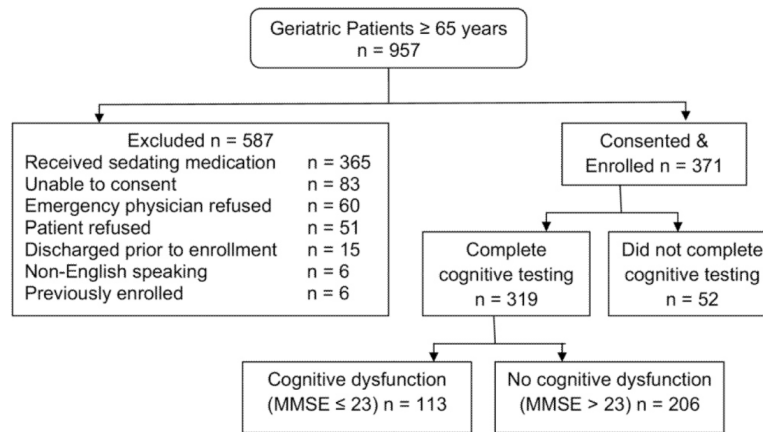 Geriatric Patients ≥ 65 years
n = 957
Excluded n = 587
Received sedating medication n = 365
Unable to consent n = 83
Emergency physician refused n = 60
Patient refused n = 51
Discharged prior to enrollment n = 15
Non-English speaking n = 6
Previously enrolled n = 6
Consented &
Enrolled n = 371
Complete
cognitive testing
n = 319
Did not complete
cognitive testing
n = 52
Cognitive dysfunction
(MMSE ≤ 23) n = 113
No cognitive dysfunction
(MMSE > 23) n = 206